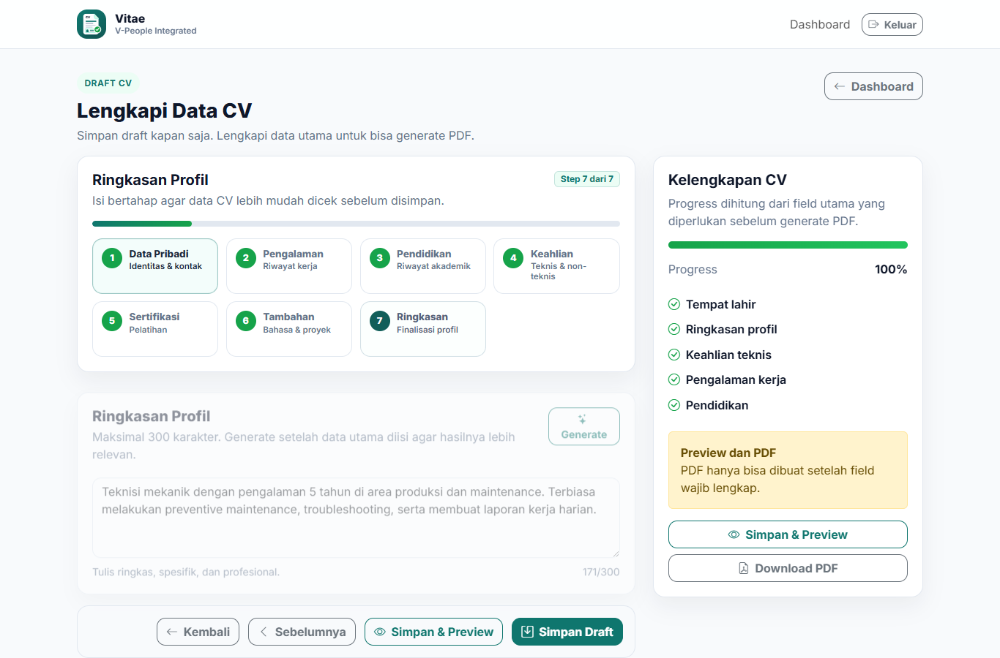 Vitae
V-People Integrated
Dashboard
Keluar
DRAFT CV
Dashboard
Lengkapi Data CV
Simpan draft kapan saja. Lengkapi data utama untuk bisa generate PDF.
Ringkasan Profil
Step 7 dari 7
Isi bertahap agar data CV lebih mudah dicek sebelum disimpan.
1
Data Pribadi
Identitas & kontak
2
Pengalaman
Riwayat kerja
3
Pendidikan
Riwayat akademik
4
Keahlian
Teknis & non-
teknis
5
Sertifikasi
Pelatihan
6
Tambahan
Bahasa & proyek
7
Ringkasan
Finalisasi profil
Ringkasan Profil
Maksimal 300 karakter. Generate setelah data utama diisi agar hasilnya lebih
relevan.
Generate
Teknisi mekanik dengan pengalaman 5 tahun di area produksi dan maintenance. Terbiasa
melakukan preventive maintenance, troubleshooting, serta membuat laporan kerja harian.
Tulis ringkas, spesifik, dan profesional.
171/300
Kembali
Sebelumnya
Simpan & Preview
Simpan Draft
Kelengkapan CV
Progress dihitung dari field utama yang
diperlukan sebelum generate PDF.
Progress
100%
Tempat lahir
Ringkasan profil
Keahlian teknis
Pengalaman kerja
Pendidikan
Preview dan PDF
PDF hanya bisa dibuat setelah field
wajib lengkap.
Simpan & Preview
Download PDF